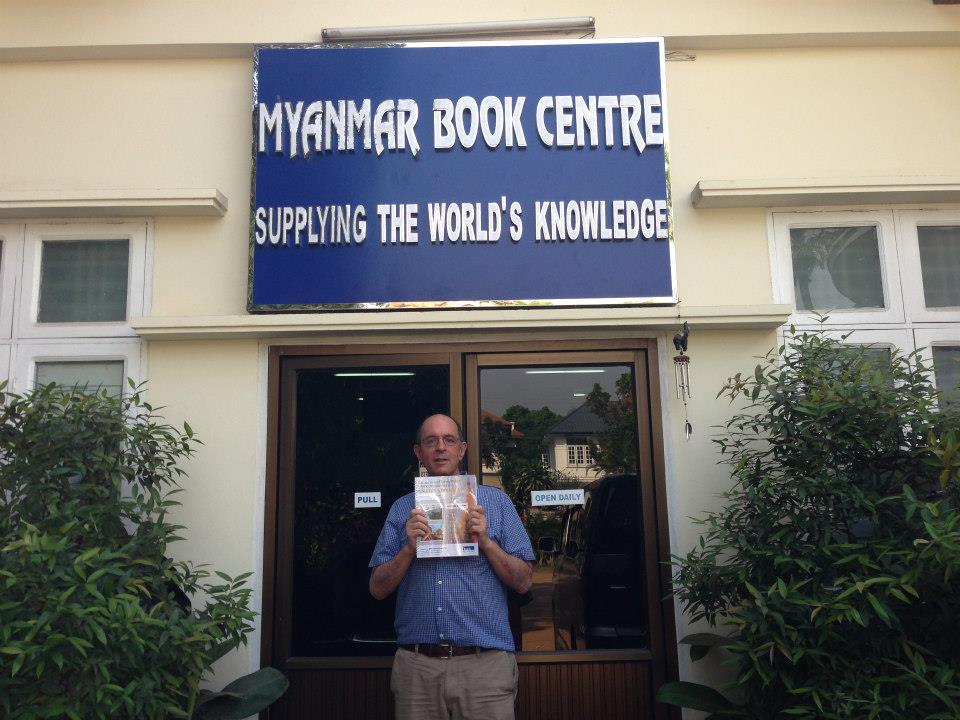 MYANMAR BOOK CENTRE
SUPPLYING THE WORLD'S KNOWLEDGE
PULL
OPEN DAILY